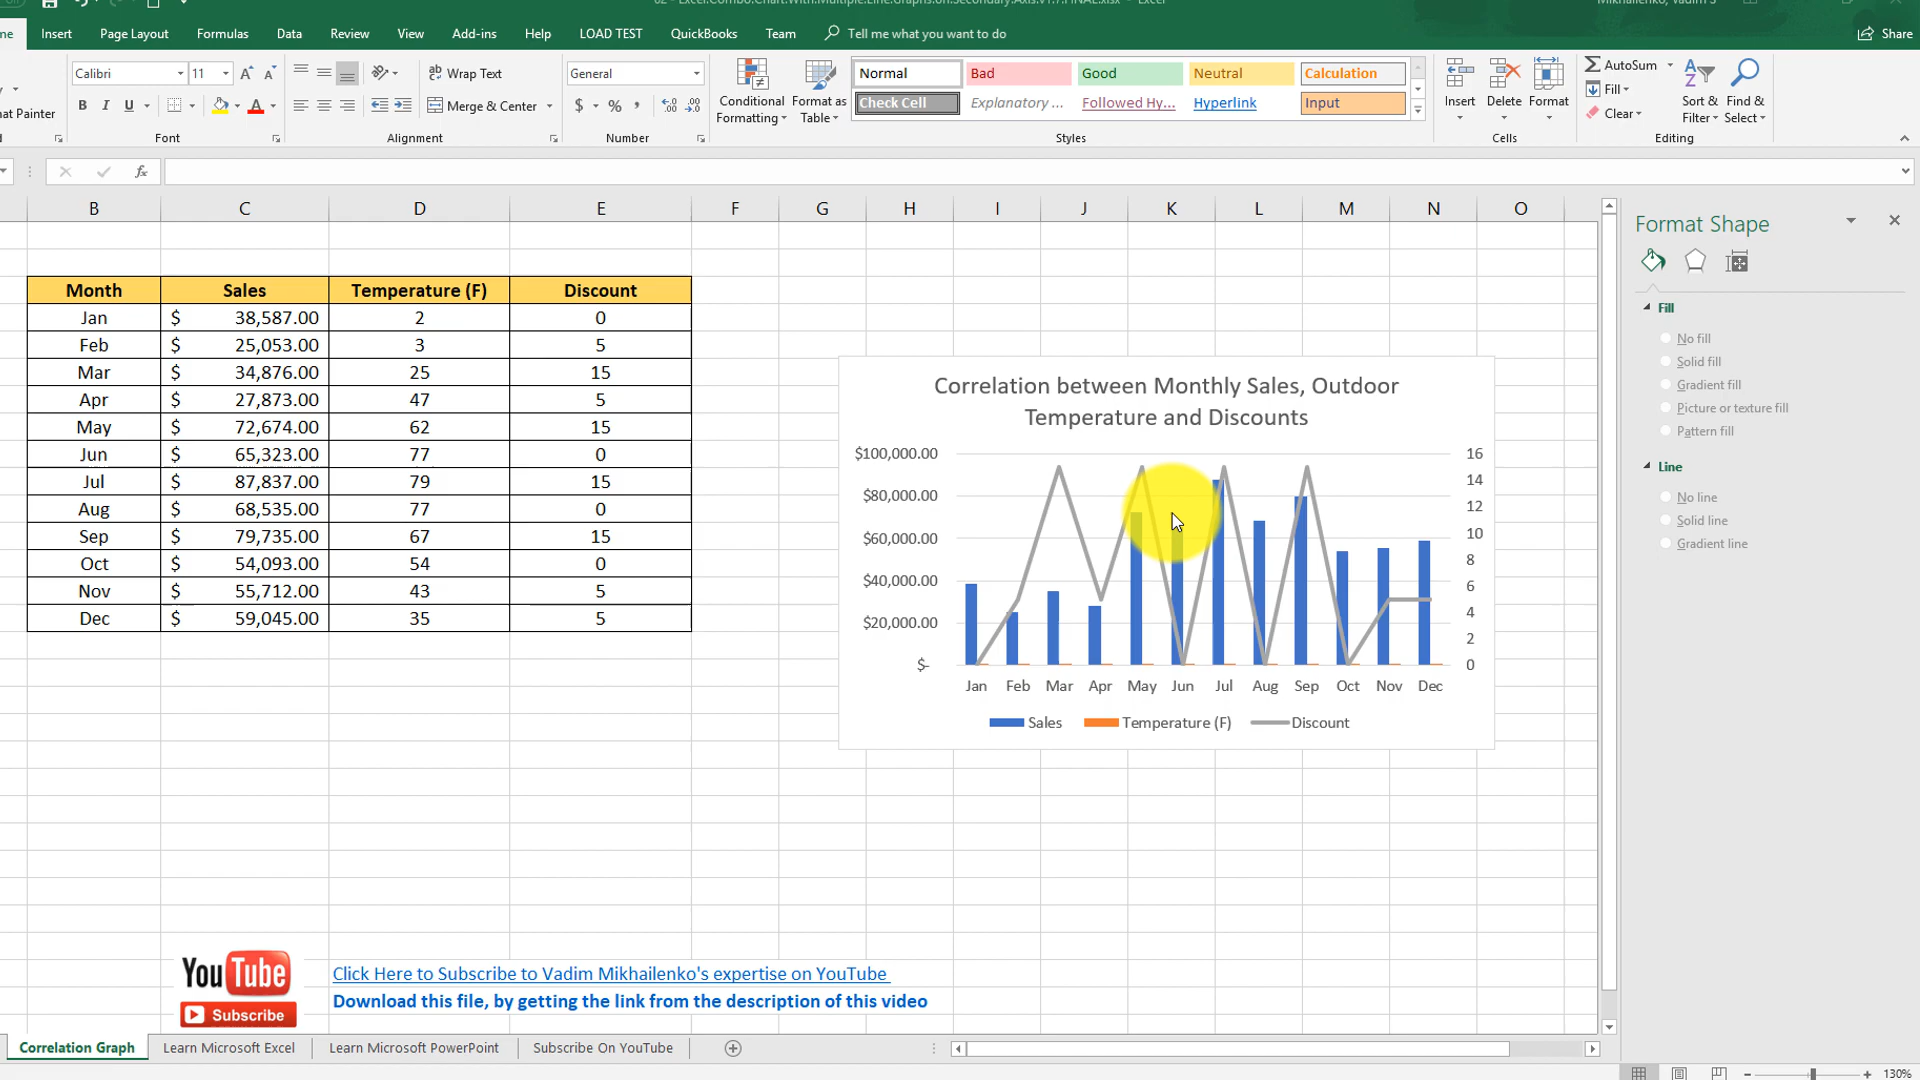 Insert Page Layout Formulas Data Review View Add-ins Help LOAD TEST QuickBooks Team Tell me what you want to do Share
Calibri 11 Wrap Text General Normal Bad Good Neutral Calculation AutoSum
B I U Merge & Center $ % Check Cell Explanatory ... Followed Hy... Hyperlink Input Fill
Conditional Formatting Format as Table Insert Delete Format Clear Sort & Filter Find & Select
Font Alignment Number Styles Cells Editing
fx
B C D E F G H I J K L M N O
Month Sales Temperature (F) Discount
Jan $ 38,587.00 2 0
Feb $ 25,053.00 3 5
Mar $ 34,876.00 25 15
Apr $ 27,873.00 47 5
May $ 72,674.00 62 15
Jun $ 65,323.00 77 0
Jul $ 87,837.00 79 15
Aug $ 68,535.00 77 0
Sep $ 79,735.00 67 15
Oct $ 54,093.00 54 0
Nov $ 55,712.00 43 5
Dec $ 59,045.00 35 5
Correlation between Monthly Sales, Outdoor
Temperature and Discounts
$100,000.00
$80,000.00
$60,000.00
$40,000.00
$20,000.00
$-
16
14
12
10
8
6
4
2
0
Jan Feb Mar Apr May Jun Jul Aug Sep Oct Nov Dec
Sales Temperature (F) Discount
Format Shape
Fill
No fill
Solid fill
Gradient fill
Picture or texture fill
Pattern fill
Line
No line
Solid line
Gradient line
YouTube
Subscribe
Click Here to Subscribe to Vadim Mikhailenko's expertise on YouTube
Download this file, by getting the link from the description of this video
Correlation Graph Learn Microsoft Excel Learn Microsoft PowerPoint Subscribe On YouTube
130%